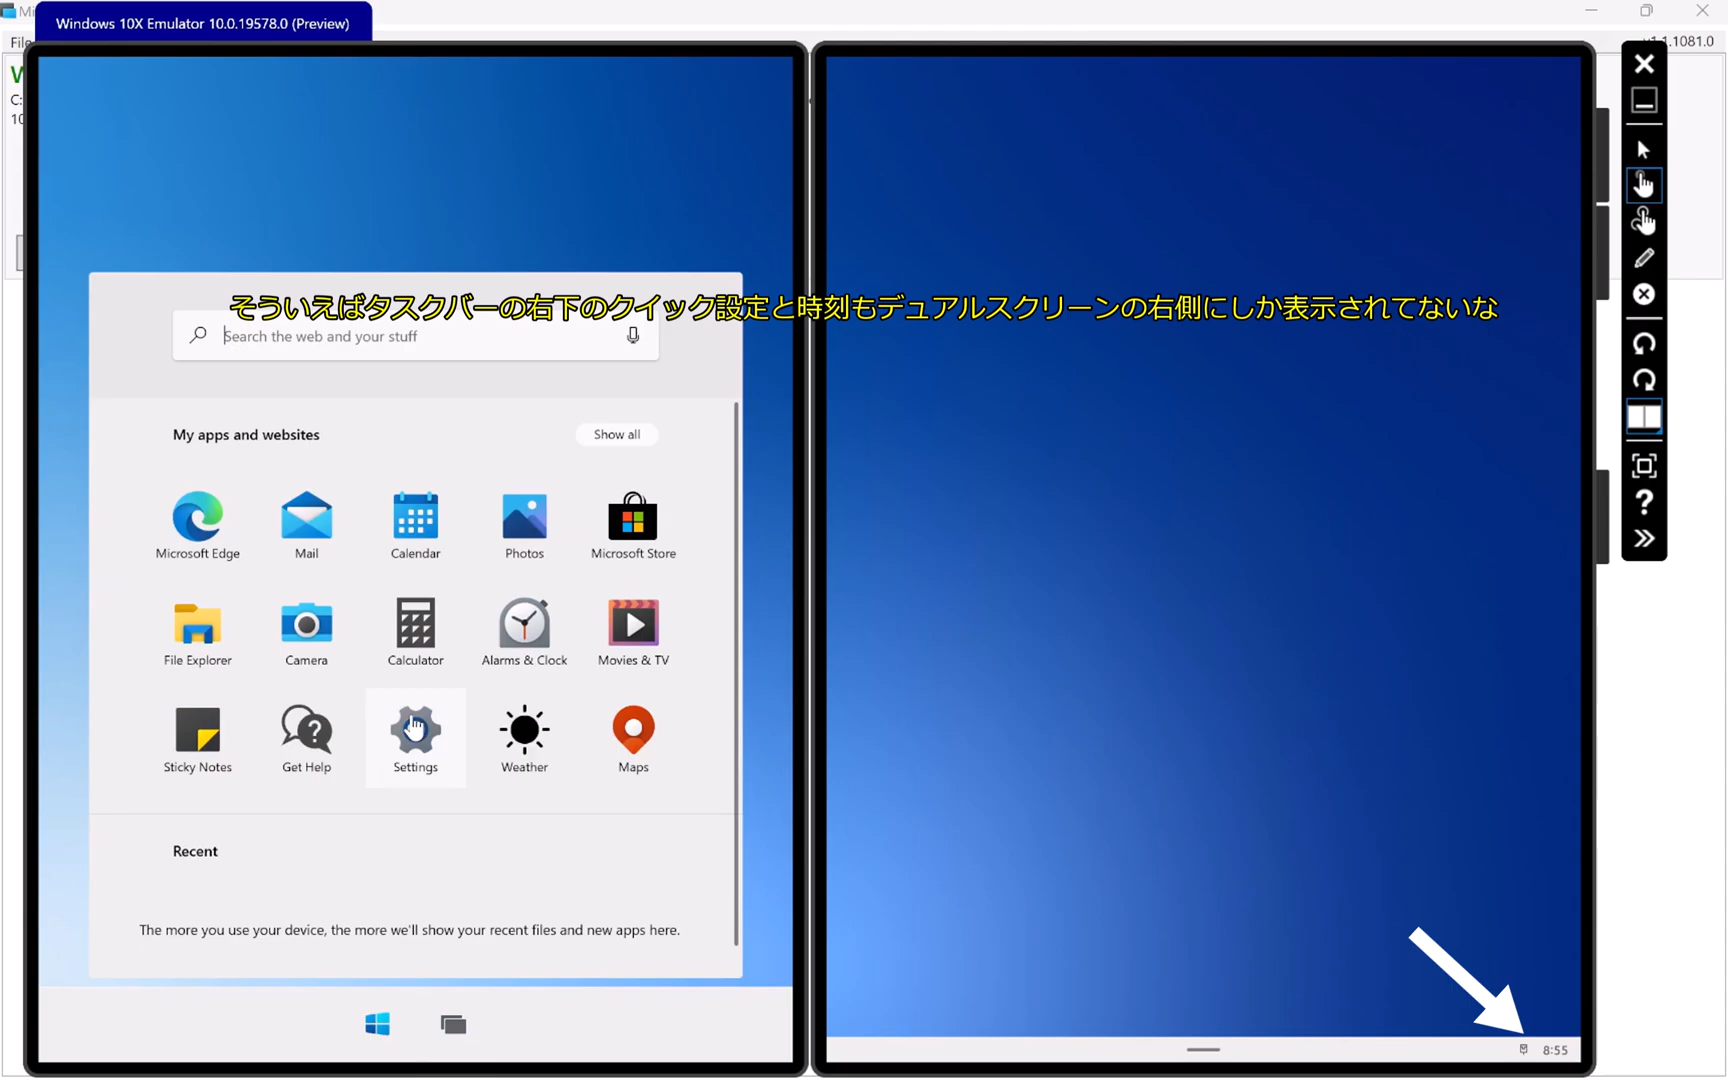 Windows 10X Emulator 10.0.19578.0 (Preview)
File
1.1081.0
C:
そういえばタスクバーの右下のクイック設定と時刻もデュアルスクリーンの右側にしか表示されてないな
Search the web and your stuff
My apps and websites
Show all
Microsoft Edge
Mail
Calendar
Photos
Microsoft Store
File Explorer
Camera
Calculator
Alarms & Clock
Movies & TV
Sticky Notes
Get Help
Settings
Weather
Maps
Recent
The more you use your device, the more we'll show your recent files and new apps here.
8:55